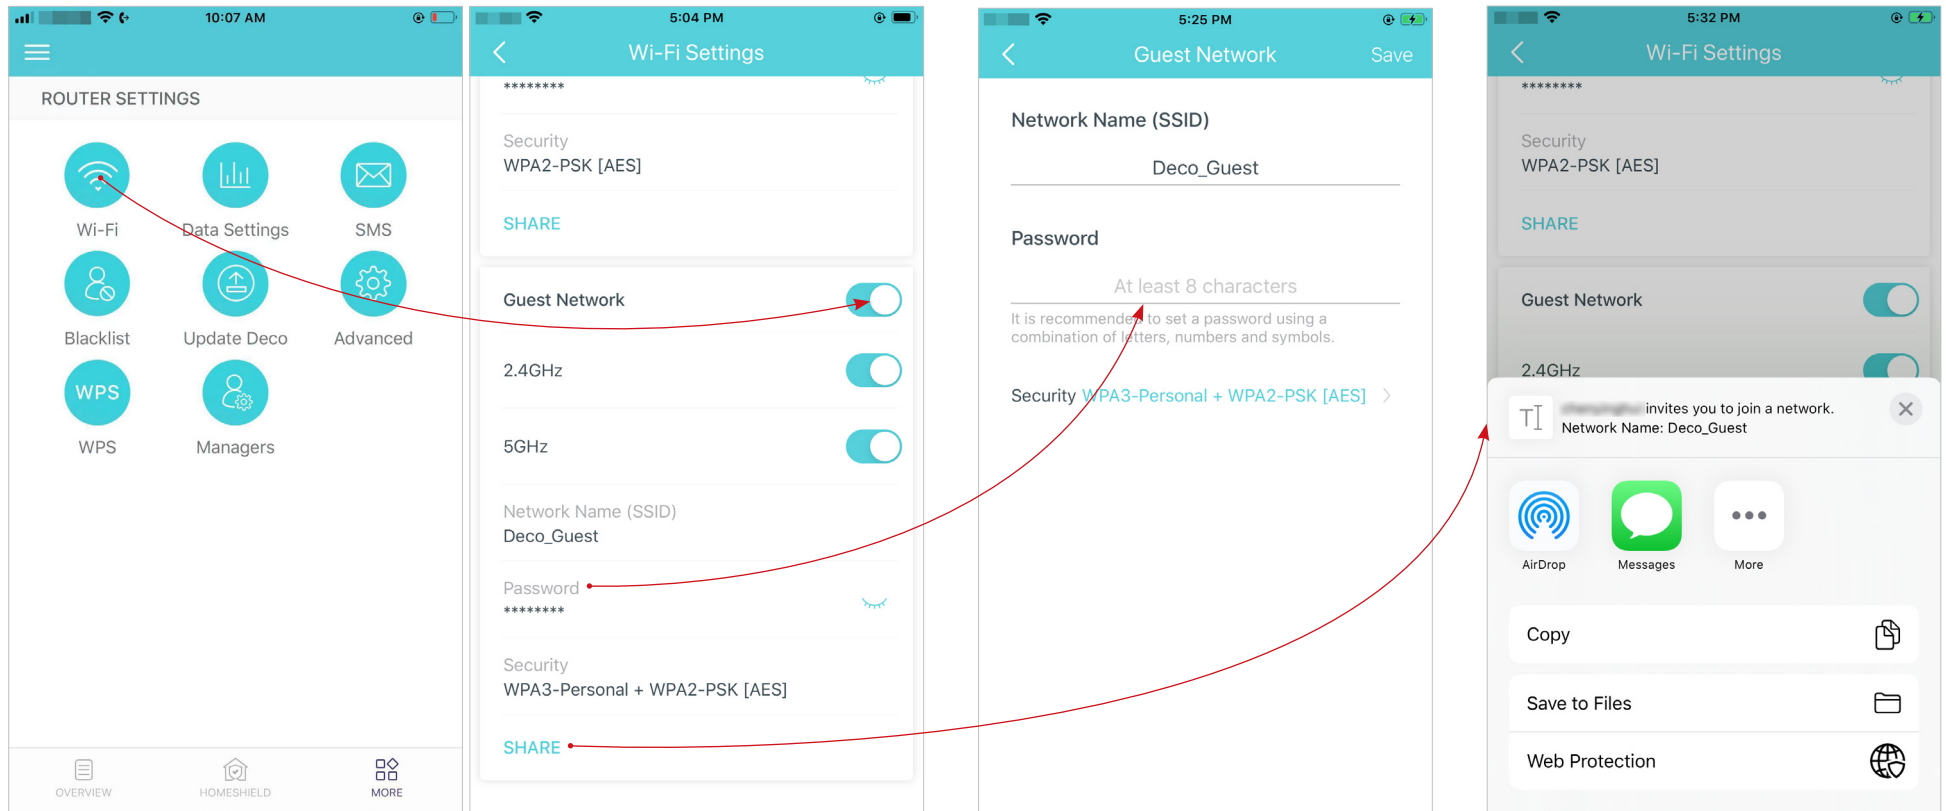 10:07 AM
ROUTER SETTINGS
Wi-Fi
Data Settings
SMS
Blacklist
Update Deco
Advanced
WPS
WPS
Managers
OVERVIEW
HOMESHIELD
MORE
5:04 PM
Wi-Fi Settings
********
Security
WPA2-PSK [AES]
SHARE
Guest Network
2.4GHz
5GHz
Network Name (SSID)
Deco_Guest
Password
********
Security
WPA3-Personal + WPA2-PSK [AES]
SHARE
5:25 PM
Guest Network
Save
Network Name (SSID)
Deco_Guest
Password
At least 8 characters
It is recommended to set a password using a
combination of letters, numbers and symbols.
Security WPA3-Personal + WPA2-PSK [AES]
5:32 PM
Wi-Fi Settings
********
Security
WPA2-PSK [AES]
SHARE
Guest Network
2.4GHz
invites you to join a network.
Network Name: Deco_Guest
AirDrop
Messages
More
Copy
Save to Files
Web Protection